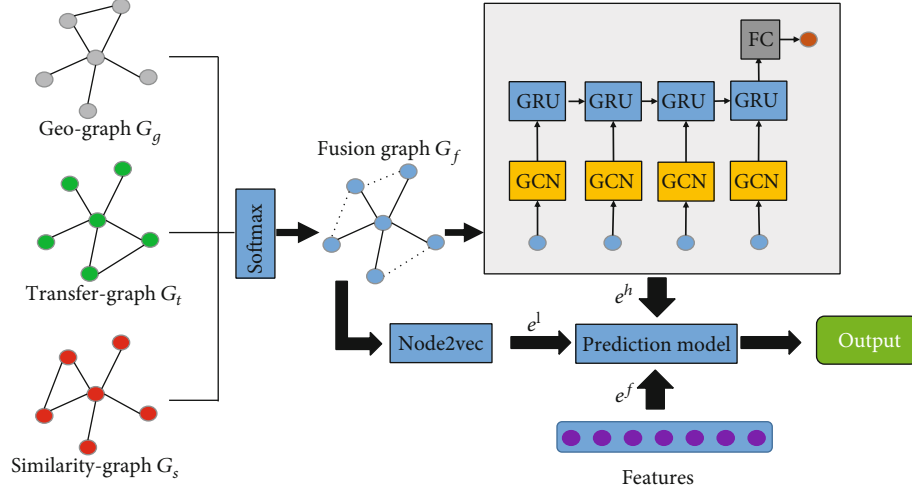 FC
GRU GRU GRU GRU
Geo-graph G_g
Fusion graph G_f
GCN GCN GCN GCN
Softmax
Transfer-graph G_t
e^h
e^l
Node2vec
Prediction model
Output
e^f
Similarity-graph G_s
Features